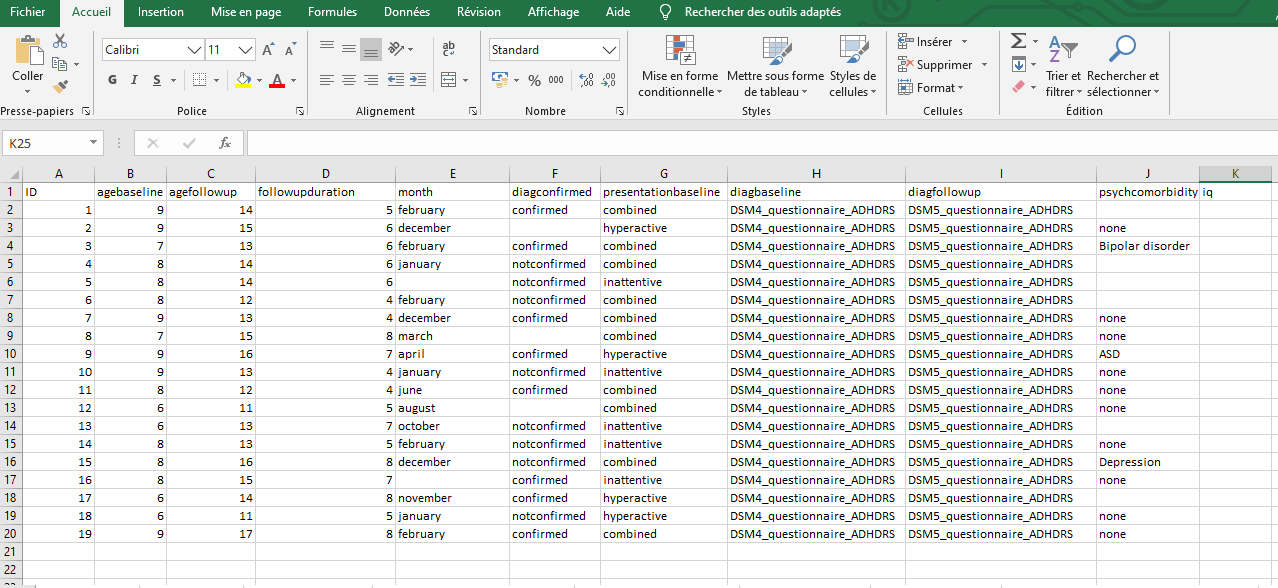 Fichier Accueil Insertion Mise en page Formules Données Révision Affichage Aide Rechercher des outils adaptés
Coller
Presse-papiers
Calibri 11
G I S
Police
ab
Alignement
Standard
% 000
Nombre
Mise en forme conditionnelle
Mettre sous forme de tableau
Styles de cellules
Styles
Insérer
Supprimer
Format
Cellules
Trier et filtrer
Rechercher et sélectionner
Édition
K25 fx
A B C D E F G H I J K
1 ID agebaseline agefollowup followupduration month diagconfirmed presentationbaseline diagbaseline diagfollowup psychcomorbidity iq
2 1 9 14 5 february confirmed combined DSM4_questionnaire_ADHDRS DSM5_questionnaire_ADHDRS
3 2 9 15 6 december hyperactive DSM4_questionnaire_ADHDRS DSM5_questionnaire_ADHDRS none
4 3 7 13 6 february confirmed combined DSM4_questionnaire_ADHDRS DSM5_questionnaire_ADHDRS Bipolar disorder
5 4 8 14 6 january notconfirmed combined DSM4_questionnaire_ADHDRS DSM5_questionnaire_ADHDRS
6 5 8 14 6 notconfirmed inattentive DSM4_questionnaire_ADHDRS DSM5_questionnaire_ADHDRS
7 6 8 12 4 february notconfirmed combined DSM4_questionnaire_ADHDRS DSM5_questionnaire_ADHDRS
8 7 9 13 4 december confirmed combined DSM4_questionnaire_ADHDRS DSM5_questionnaire_ADHDRS none
9 8 7 15 8 march combined DSM4_questionnaire_ADHDRS DSM5_questionnaire_ADHDRS none
10 9 9 16 7 april confirmed hyperactive DSM4_questionnaire_ADHDRS DSM5_questionnaire_ADHDRS ASD
11 10 9 13 4 january notconfirmed inattentive DSM4_questionnaire_ADHDRS DSM5_questionnaire_ADHDRS none
12 11 8 12 4 june confirmed combined DSM4_questionnaire_ADHDRS DSM5_questionnaire_ADHDRS none
13 12 6 11 5 august combined DSM4_questionnaire_ADHDRS DSM5_questionnaire_ADHDRS none
14 13 6 13 7 october notconfirmed inattentive DSM4_questionnaire_ADHDRS DSM5_questionnaire_ADHDRS
15 14 8 13 5 february notconfirmed inattentive DSM4_questionnaire_ADHDRS DSM5_questionnaire_ADHDRS none
16 15 8 16 8 december notconfirmed combined DSM4_questionnaire_ADHDRS DSM5_questionnaire_ADHDRS Depression
17 16 8 15 7 confirmed inattentive DSM4_questionnaire_ADHDRS DSM5_questionnaire_ADHDRS none
18 17 6 14 8 november confirmed hyperactive DSM4_questionnaire_ADHDRS DSM5_questionnaire_ADHDRS
19 18 6 11 5 january notconfirmed hyperactive DSM4_questionnaire_ADHDRS DSM5_questionnaire_ADHDRS none
20 19 9 17 8 february confirmed combined DSM4_questionnaire_ADHDRS DSM5_questionnaire_ADHDRS none
21
22